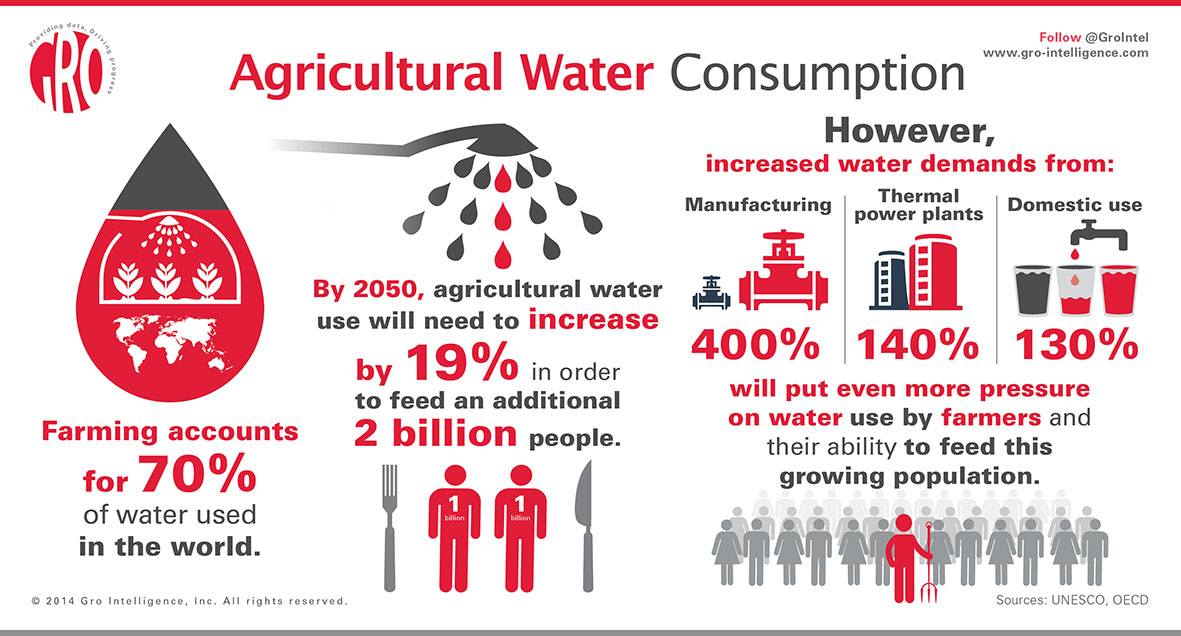 Providing data. Driving progress.
GRO
Follow @GroIntel
www.gro-intelligence.com
Agricultural Water Consumption
Farming accounts
for 70%
of water used
in the world.
By 2050, agricultural water
use will need to increase
by 19% in order
to feed an additional
2 billion people.
1
billion
1
billion
However,
increased water demands from:
Manufacturing
400%
Thermal
power plants
140%
Domestic use
130%
will put even more pressure
on water use by farmers and
their ability to feed this
growing population.
© 2014 Gro Intelligence, Inc. All rights reserved.
Sources: UNESCO, OECD